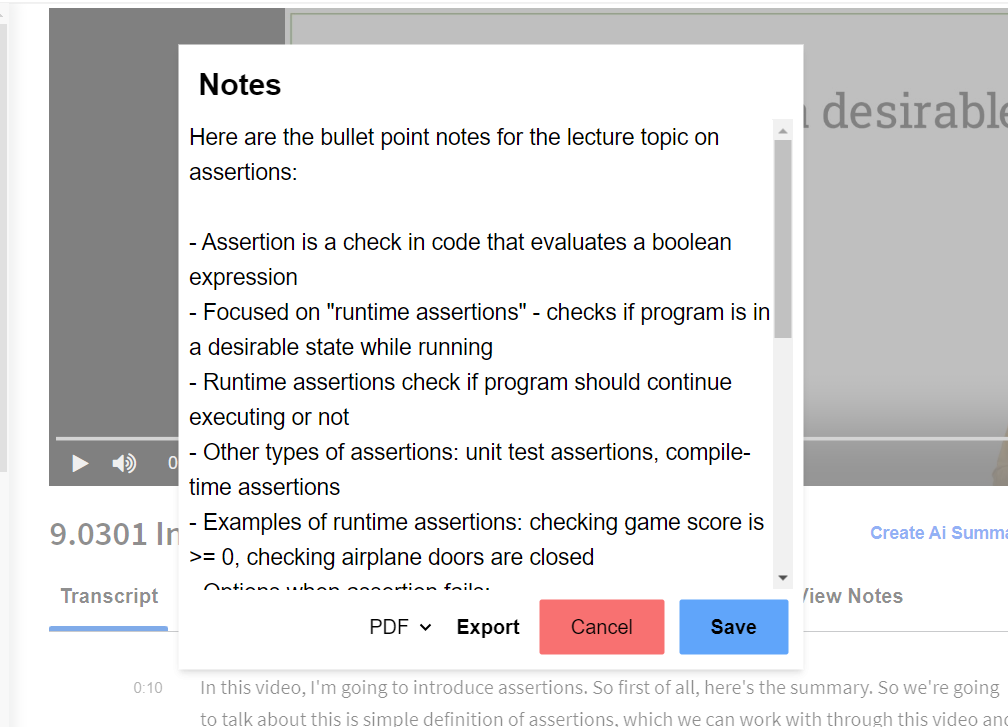 desirable
Notes
Here are the bullet point notes for the lecture topic on
assertions:
- Assertion is a check in code that evaluates a boolean
expression
- Focused on "runtime assertions" - checks if program is in
a desirable state while running
- Runtime assertions check if program should continue
executing or not
- Other types of assertions: unit test assertions, compile-
time assertions
- Examples of runtime assertions: checking game score is
>= 0, checking airplane doors are closed
- Options when assertion fails:
PDF Export Cancel Save
9.0301 In
Create Ai Summa
Transcript
View Notes
0:10 In this video, I'm going to introduce assertions. So first of all, here's the summary. So we're going
to talk about this is simple definition of assertions, which we can work with through this video and